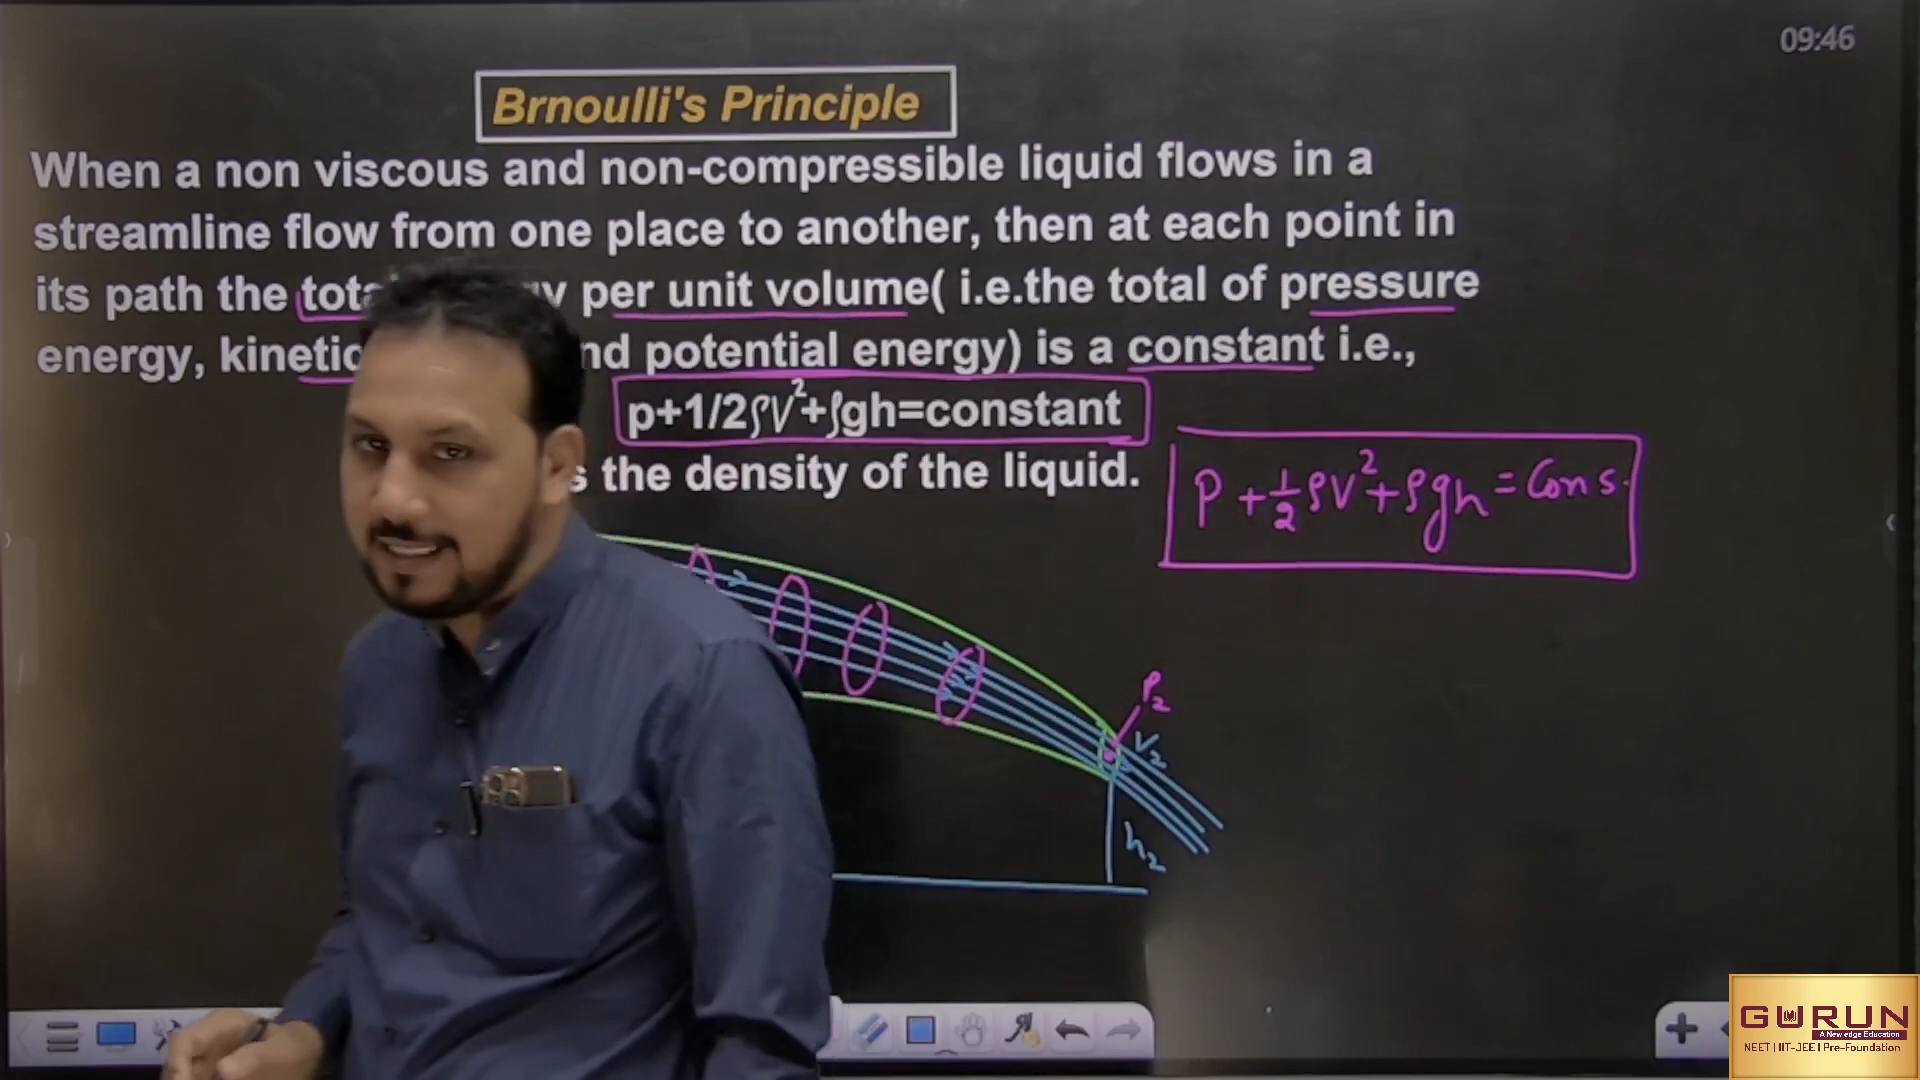 09:46
Brnoulli's Principle
When a non viscous and non-compressible liquid flows in a
streamline flow from one place to another, then at each point in
its path the per unit volume( i.e.the total of pressure
energy, kinetic potential energy) is a constant i.e.,
p+1/2ρV²+ρgh=constant
the density of the liquid.
P+½ρV²+ρgh=Cons.
P₂
V₂
h₂
GURUN
A New edge Education
NEET | IIT-JEE | Pre-Foundation